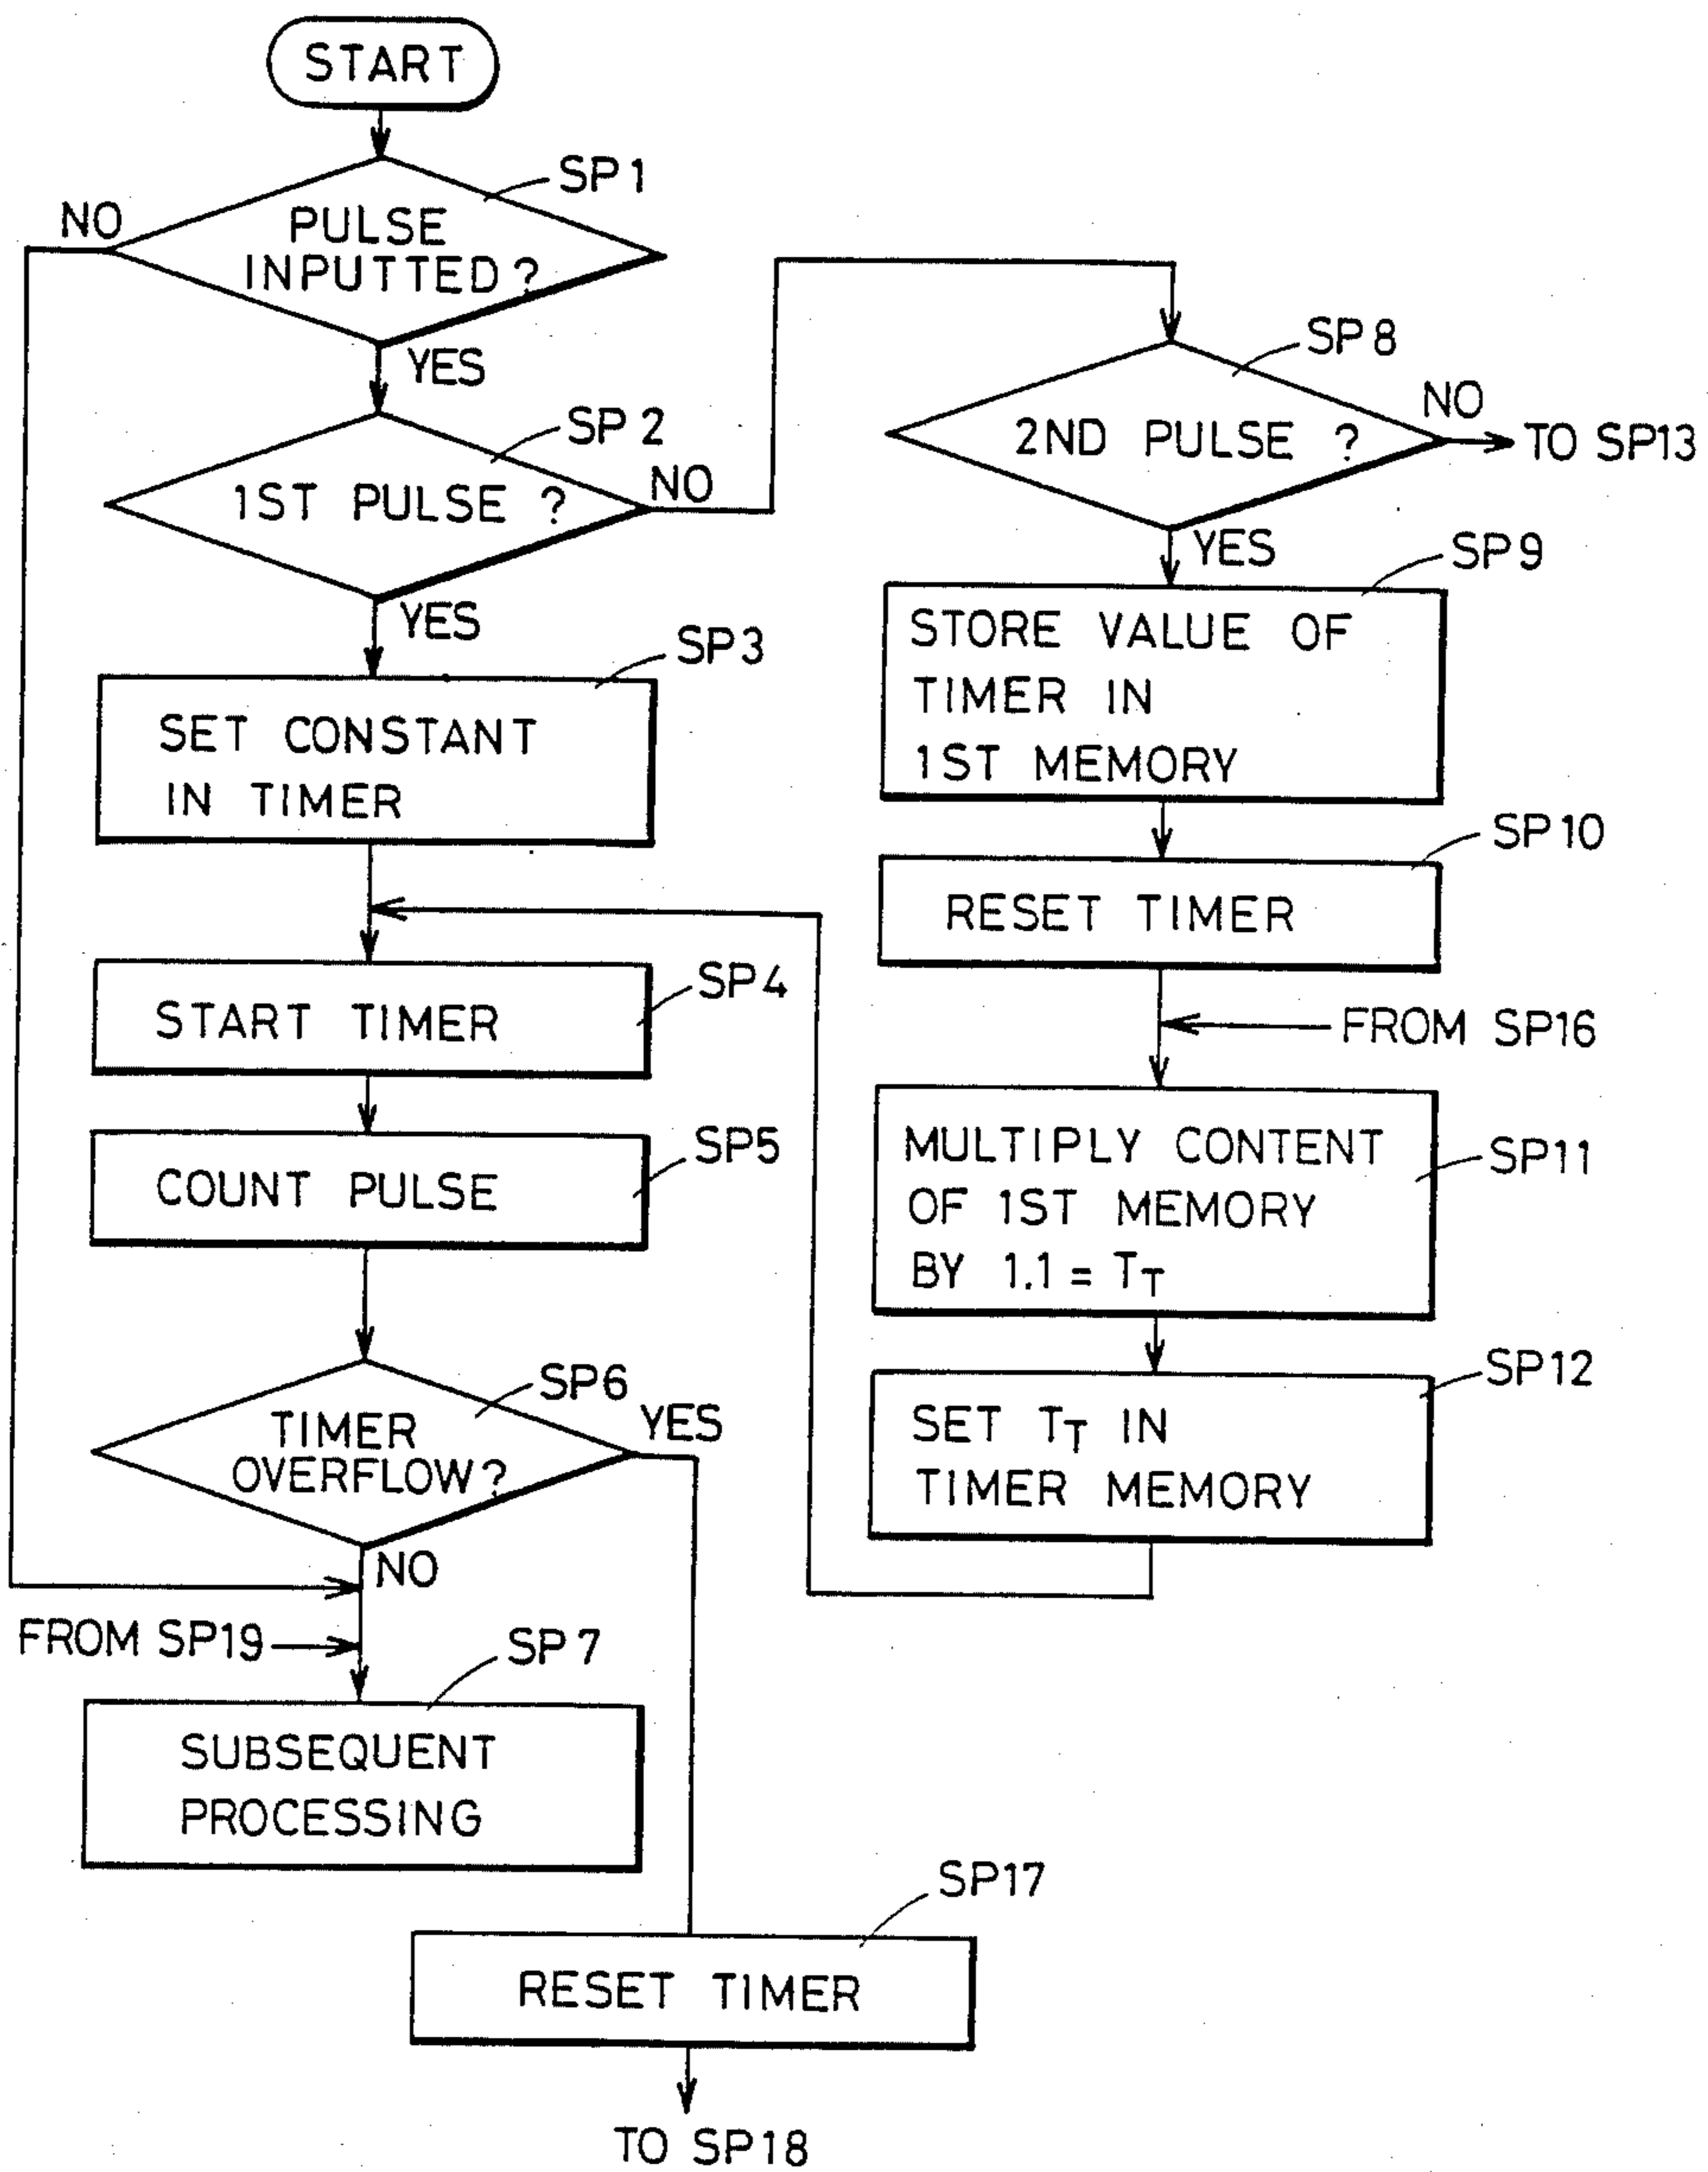 START
SP1
NO
PULSE
INPUTTED?
YES
SP2
1ST PULSE ?
NO
YES
SP3
SET CONSTANT
IN TIMER
SP4
START TIMER
SP5
COUNT PULSE
SP6
TIMER
OVERFLOW?
YES
NO
FROM SP19
SP7
SUBSEQUENT
PROCESSING
SP8
2ND PULSE ?
NO
TO SP13
YES
SP9
STORE VALUE OF
TIMER IN
1ST MEMORY
SP10
RESET TIMER
FROM SP16
SP11
MULTIPLY CONTENT
OF 1ST MEMORY
BY 1.1 = TT
SP12
SET TT IN
TIMER MEMORY
SP17
RESET TIMER
TO SP18